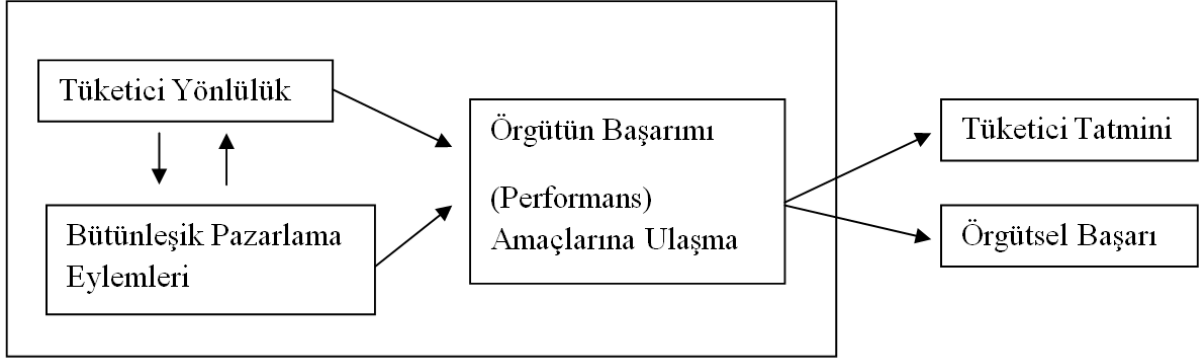 Tüketici Yönlülük
Bütünleşik Pazarlama
Eylemleri
Örgütün Başarımı
(Performans)
Amaçlarına Ulaşma
Tüketici Tatmini
Örgütsel Başarı